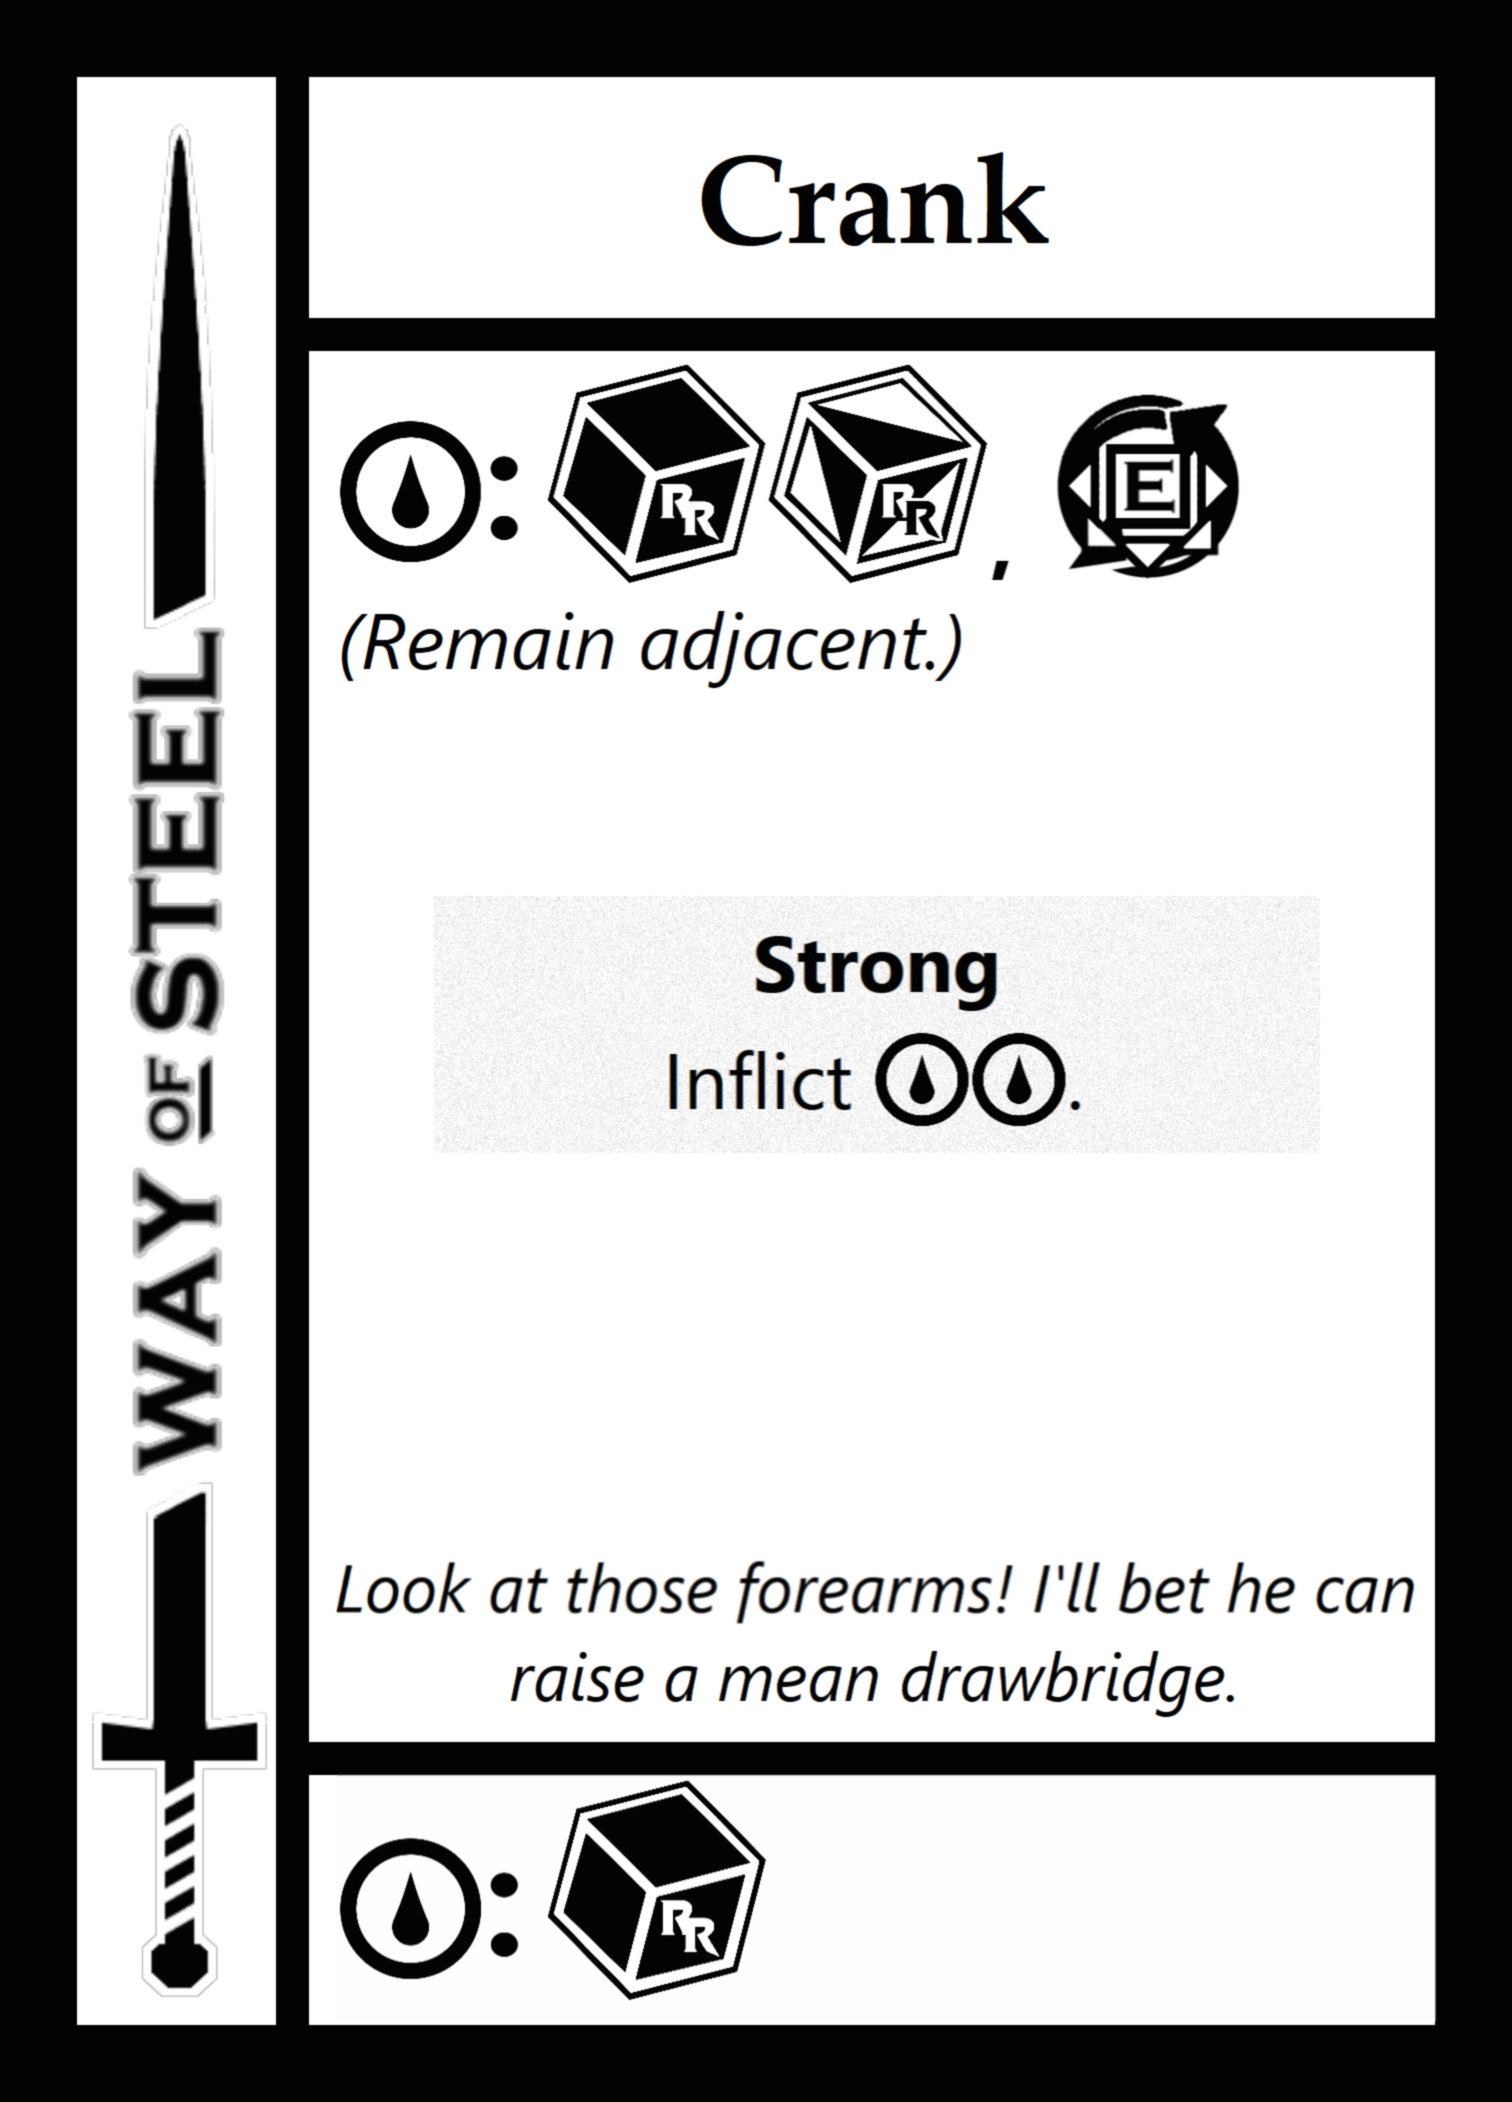 WAY OF STEEL
Crank
: RR RR , E
(Remain adjacent.)
Strong
Inflict .
Look at those forearms! I'll bet he can
raise a mean drawbridge.
: RR